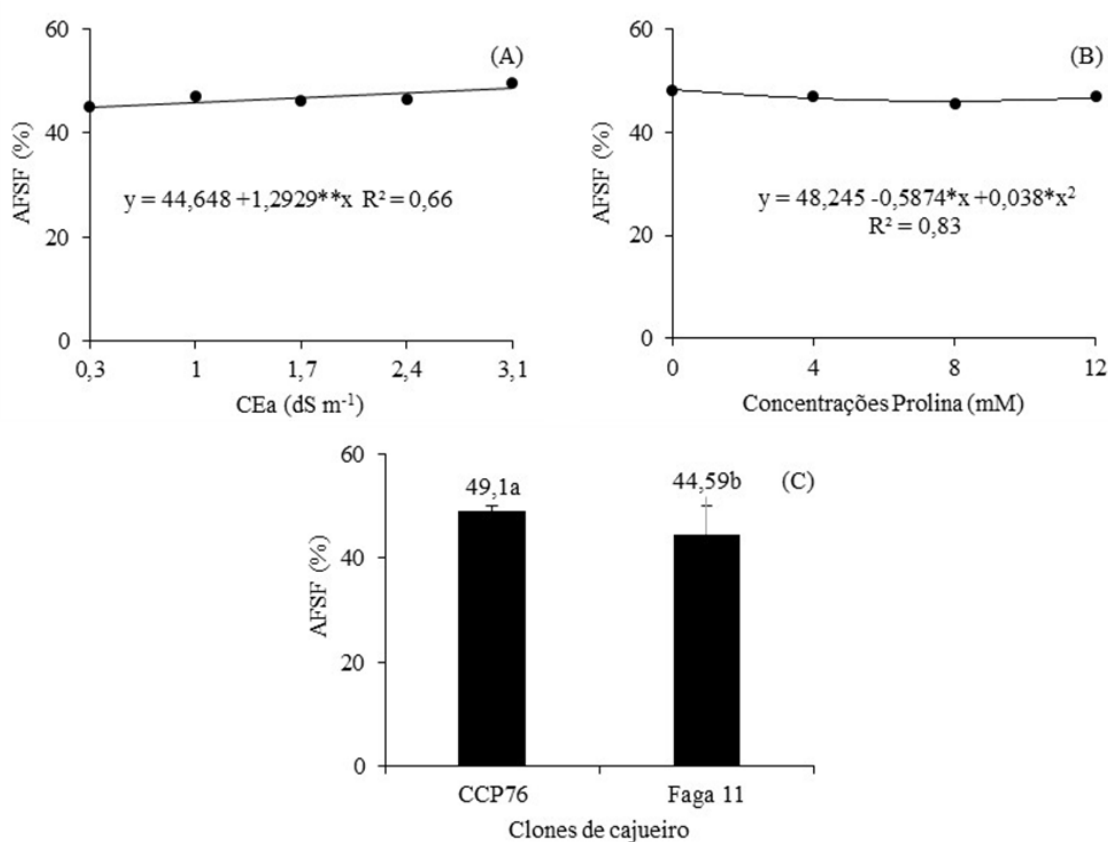 (A)
60
40
20
0
AFSF (%)
y = 44,648 +1,2929**x R² = 0,66
0,3 1 1,7 2,4 3,1
CEa (dS m⁻¹)
(B)
60
40
20
0
AFSF (%)
y = 48,245 -0,5874*x +0,038*x²
R² = 0,83
0 4 8 12
Concentrações Prolina (mM)
(C)
60
40
20
0
AFSF (%)
49,1a 44,59b
CCP76 Faga 11
Clones de cajueiro